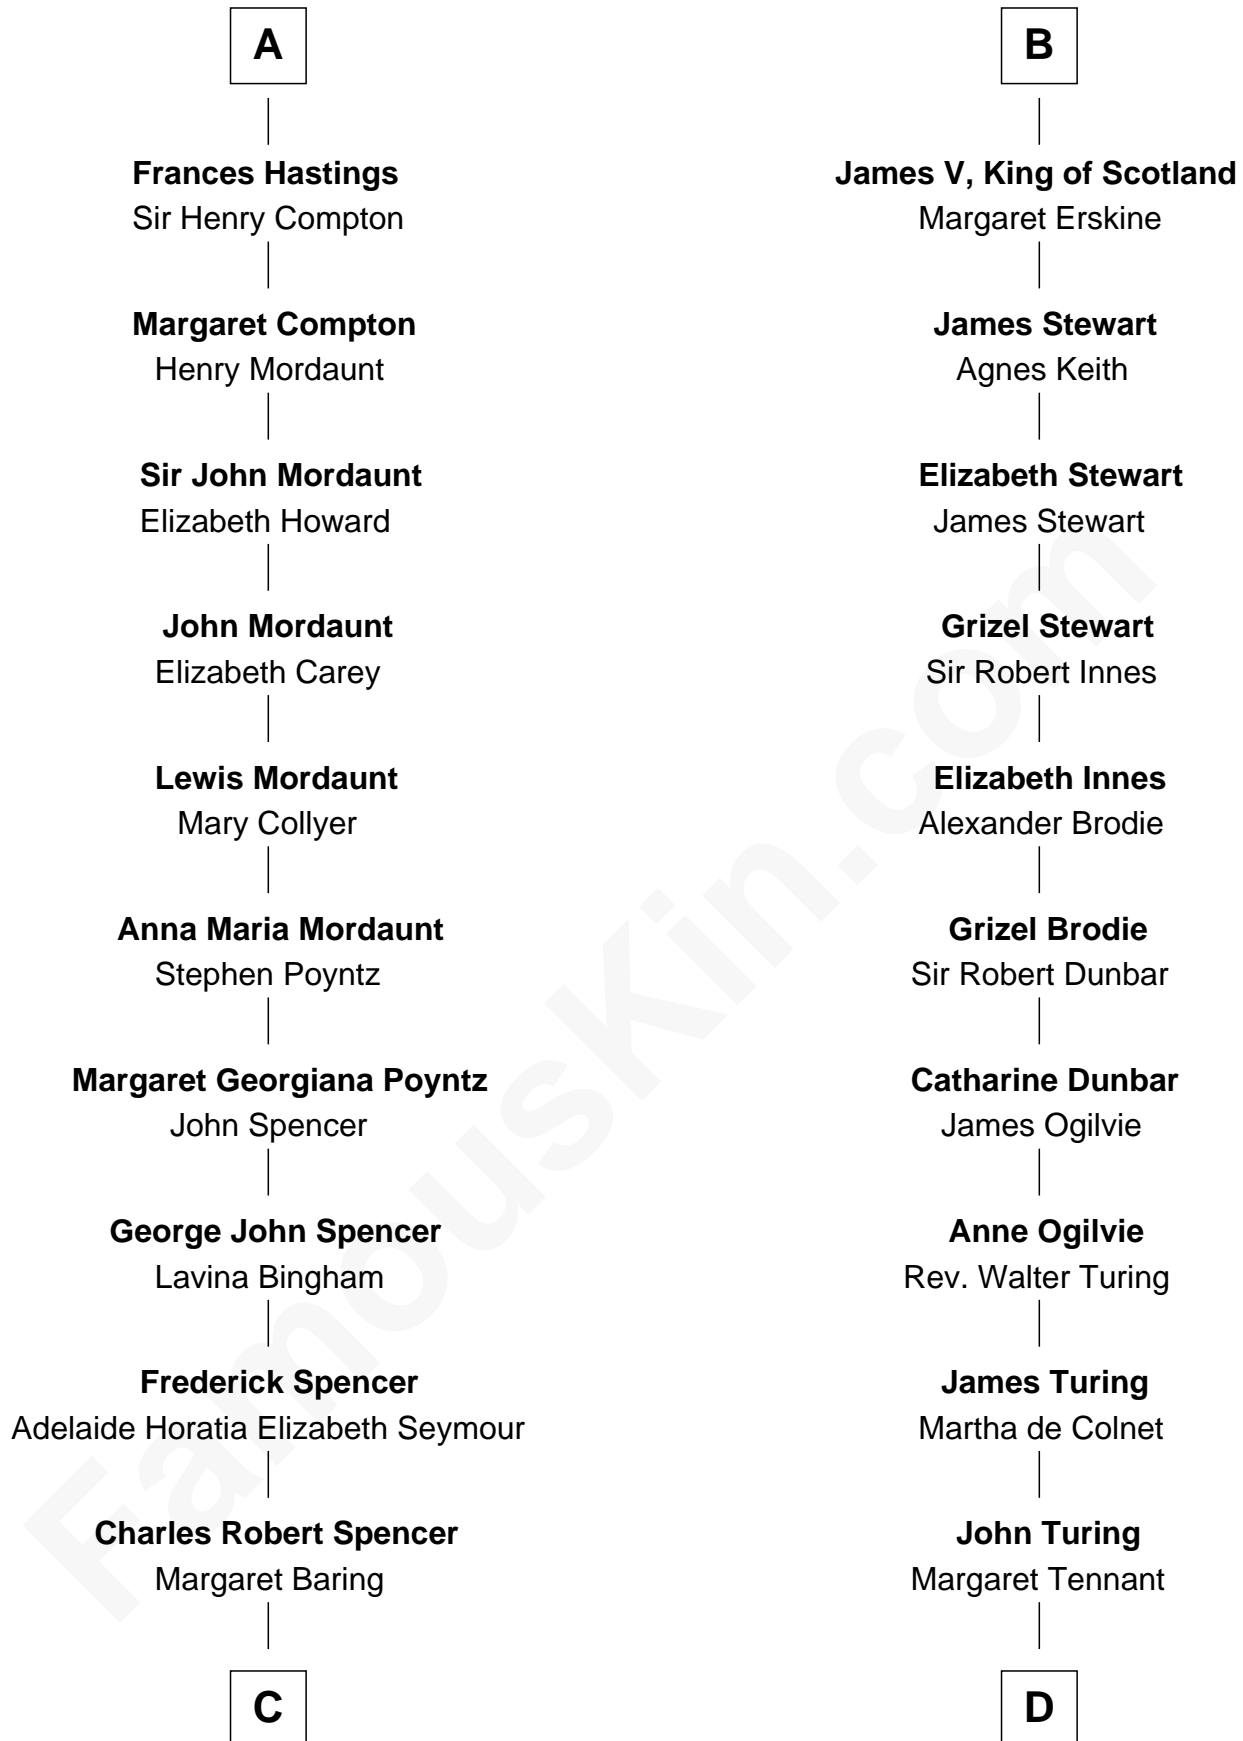 A
Frances Hastings
Sir Henry Compton
Margaret Compton
Henry Mordaunt
Sir John Mordaunt
Elizabeth Howard
John Mordaunt
Elizabeth Carey
Lewis Mordaunt
Mary Collyer
Anna Maria Mordaunt
Stephen Poyntz
Margaret Georgiana Poyntz
John Spencer
George John Spencer
Lavina Bingham
Frederick Spencer
Adelaide Horatia Elizabeth Seymour
Charles Robert Spencer
Margaret Baring
C
B
James V, King of Scotland
Margaret Erskine
James Stewart
Agnes Keith
Elizabeth Stewart
James Stewart
Grizel Stewart
Sir Robert Innes
Elizabeth Innes
Alexander Brodie
Grizel Brodie
Sir Robert Dunbar
Catharine Dunbar
James Ogilvie
Anne Ogilvie
Rev. Walter Turing
James Turing
Martha de Colnet
John Turing
Margaret Tennant
D
FamousKin.com